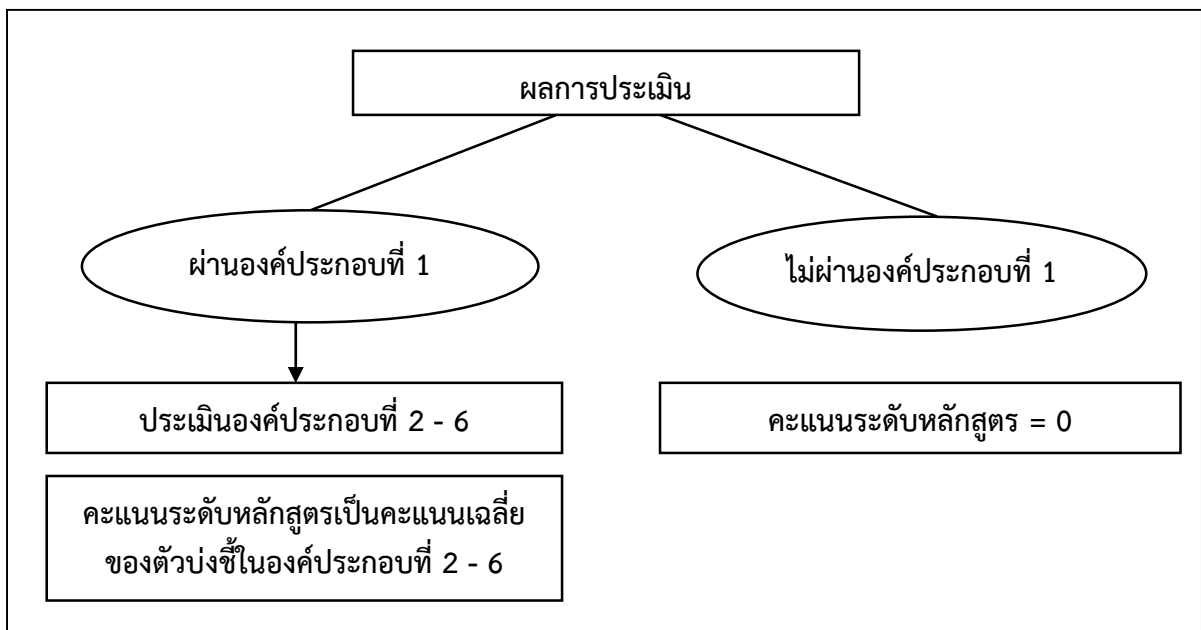 ผลการประเมิน
ผ่านองค์ประกอบที่ 1
ไม่ผ่านองค์ประกอบที่ 1
ประเมินองค์ประกอบที่ 2 - 6
คะแนนระดับหลักสูตร = 0
คะแนนระดับหลักสูตรเป็นคะแนนเฉลี่ย
ของตัวบ่งชี้ในองค์ประกอบที่ 2 - 6